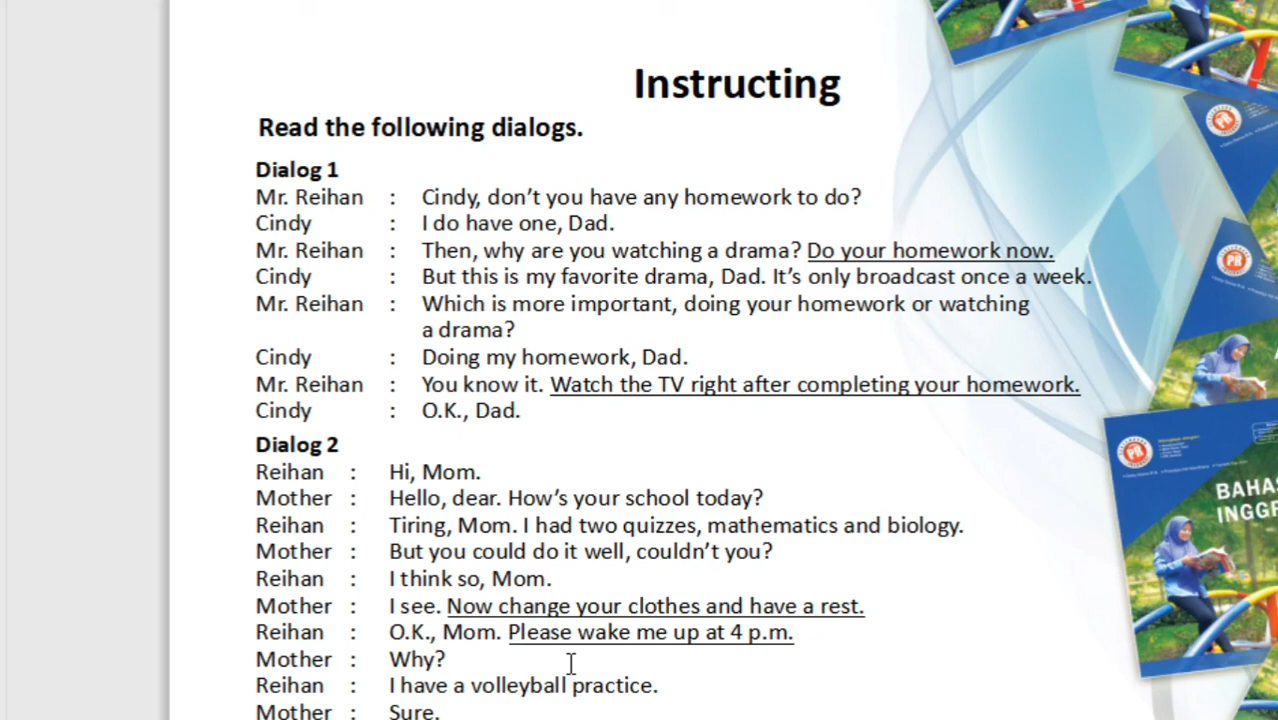 Instructing
Read the following dialogs.
Dialog 1
Mr. Reihan : Cindy, don't you have any homework to do?
Cindy : I do have one, Dad.
Mr. Reihan : Then, why are you watching a drama? Do your homework now.
Cindy : But this is my favorite drama, Dad. It's only broadcast once a week.
Mr. Reihan : Which is more important, doing your homework or watching
a drama?
Cindy : Doing my homework, Dad.
Mr. Reihan : You know it. Watch the TV right after completing your homework.
Cindy : O.K., Dad.
Dialog 2
Reihan : Hi, Mom.
Mother : Hello, dear. How's your school today?
Reihan : Tiring, Mom. I had two quizzes, mathematics and biology.
Mother : But you could do it well, couldn't you?
Reihan : I think so, Mom.
Mother : I see. Now change your clothes and have a rest.
Reihan : O.K., Mom. Please wake me up at 4 p.m.
Mother : Why?
Reihan : I have a volleyball practice.
Mother : Sure.
PR
PR
PR